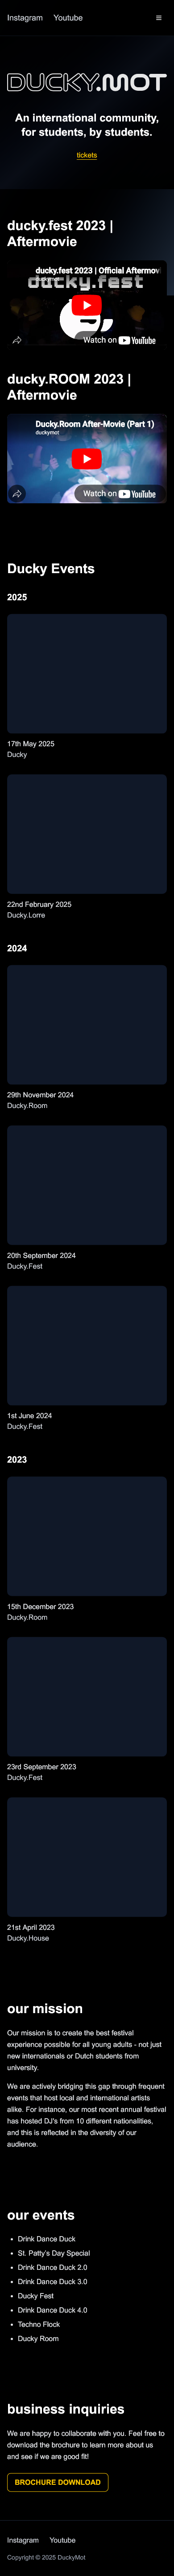 Instagram Youtube
DUCKY.MOT
An international community,
for students, by students.
tickets
ducky.fest 2023 |
Aftermovie
ducky.fest 2023 | Official Aftermovi
ducky.fest
Watch on YouTube
ducky.ROOM 2023 |
Aftermovie
Ducky.Room After-Movie (Part 1)
duckymot
Watch on YouTube
Ducky Events
2025
17th May 2025
Ducky
22nd February 2025
Ducky.Lorre
2024
29th November 2024
Ducky.Room
20th September 2024
Ducky.Fest
1st June 2024
Ducky.Fest
2023
15th December 2023
Ducky.Room
23rd September 2023
Ducky.Fest
21st April 2023
Ducky.House
our mission
Our mission is to create the best festival
experience possible for all young adults - not just
new internationals or Dutch students from
university.
We are actively bridging this gap through frequent
events that host local and international artists
alike. For instance, our most recent annual festival
has hosted DJ's from 10 different nationalities,
and this is reflected in the diversity of our
audience.
our events
• Drink Dance Duck
• St. Patty's Day Special
• Drink Dance Duck 2.0
• Drink Dance Duck 3.0
• Ducky Fest
• Drink Dance Duck 4.0
• Techno Flock
• Ducky Room
business inquiries
We are happy to collaborate with you. Feel free to
download the brochure to learn more about us
and see if we are good fit!
BROCHURE DOWNLOAD
Instagram Youtube
Copyright © 2025 DuckyMot